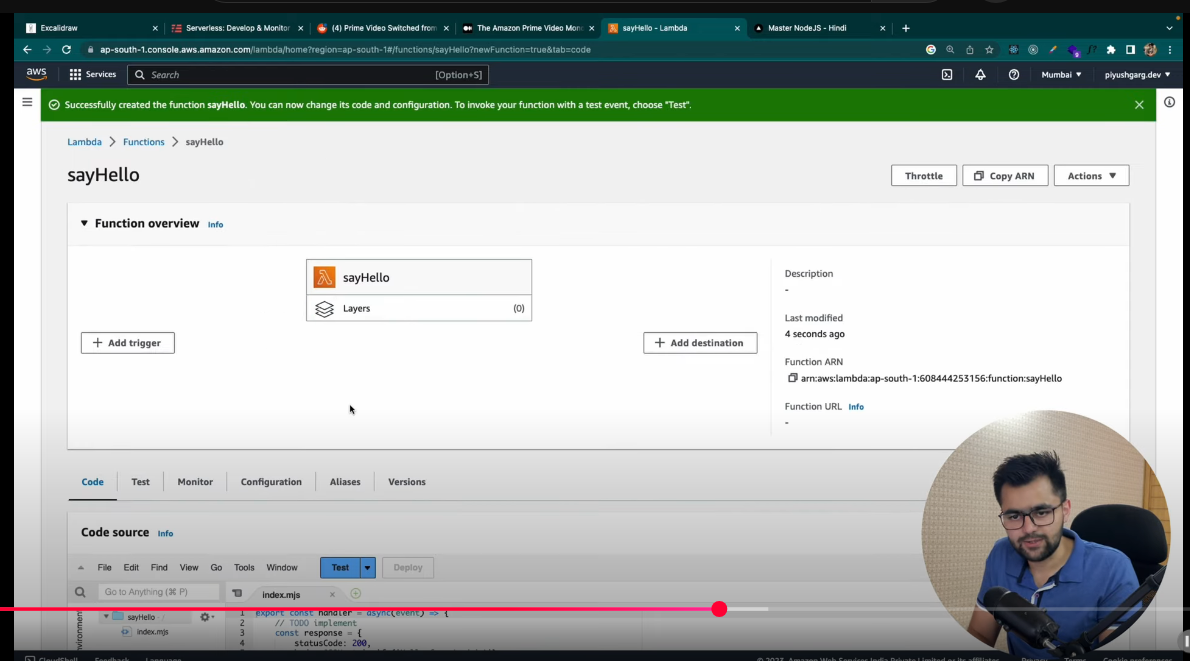 Excalidraw
Serverless: Develop & Monitor
(4) Prime Video Switched from
The Amazon Prime Video Mon
sayHello - Lambda
Master NodeJS - Hindi
ap-south-1.console.aws.amazon.com/lambda/home?region=ap-south-1#/functions/sayHello?newFunction=true&tab=code
aws
Services
Search
[Option+S]
Mumbai
piyushgarg.dev
Successfully created the function sayHello. You can now change its code and configuration. To invoke your function with a test event, choose "Test".
Lambda
Functions
sayHello
sayHello
Throttle
Copy ARN
Actions
Function overview
Info
sayHello
Layers
(0)
Add trigger
Add destination
Description
-
Last modified
4 seconds ago
Function ARN
arn:aws:lambda:ap-south-1:608444253156:function:sayHello
Function URL
Info
-
Code
Test
Monitor
Configuration
Aliases
Versions
Code source
Info
File Edit Find View Go Tools Window
Test
Deploy
Go to Anything (⌘ P)
index.mjs
sayHello
index.mjs
1 export const handler = async(event) => {
2 // TODO implement
3 const response = {
4 statusCode: 200,
CloudShell
Feedback
Language
© 2023, Amazon Web Services India Private Limited or its affiliates.
Privacy
Terms
Cookie preferences